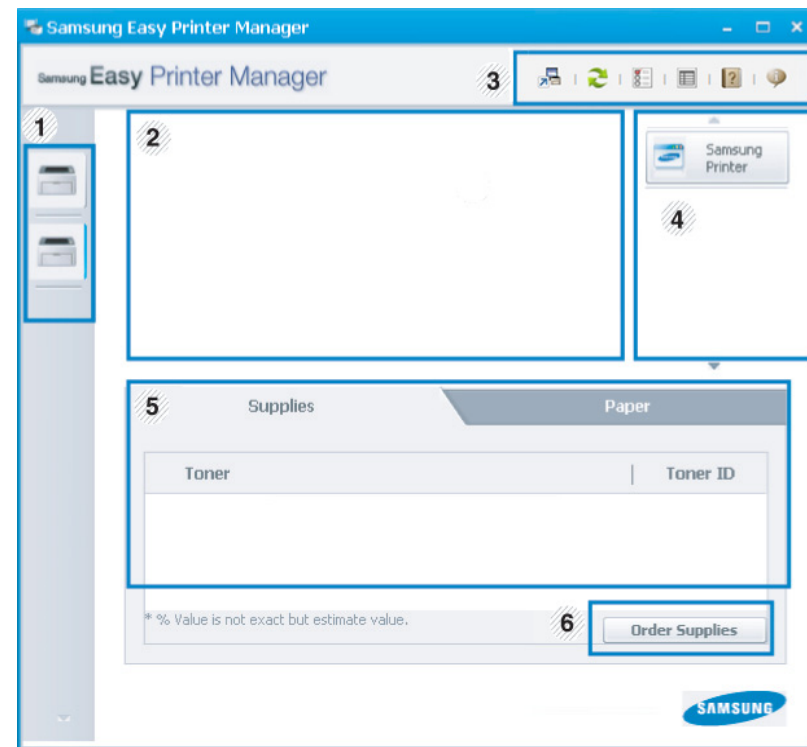 Samsung Easy Printer Manager
Samsung Easy Printer Manager
3
1
2
Samsung
Printer
4
5
Supplies
Paper
Toner
Toner ID
* % Value is not exact but estimate value.
6
Order Supplies
SAMSUNG